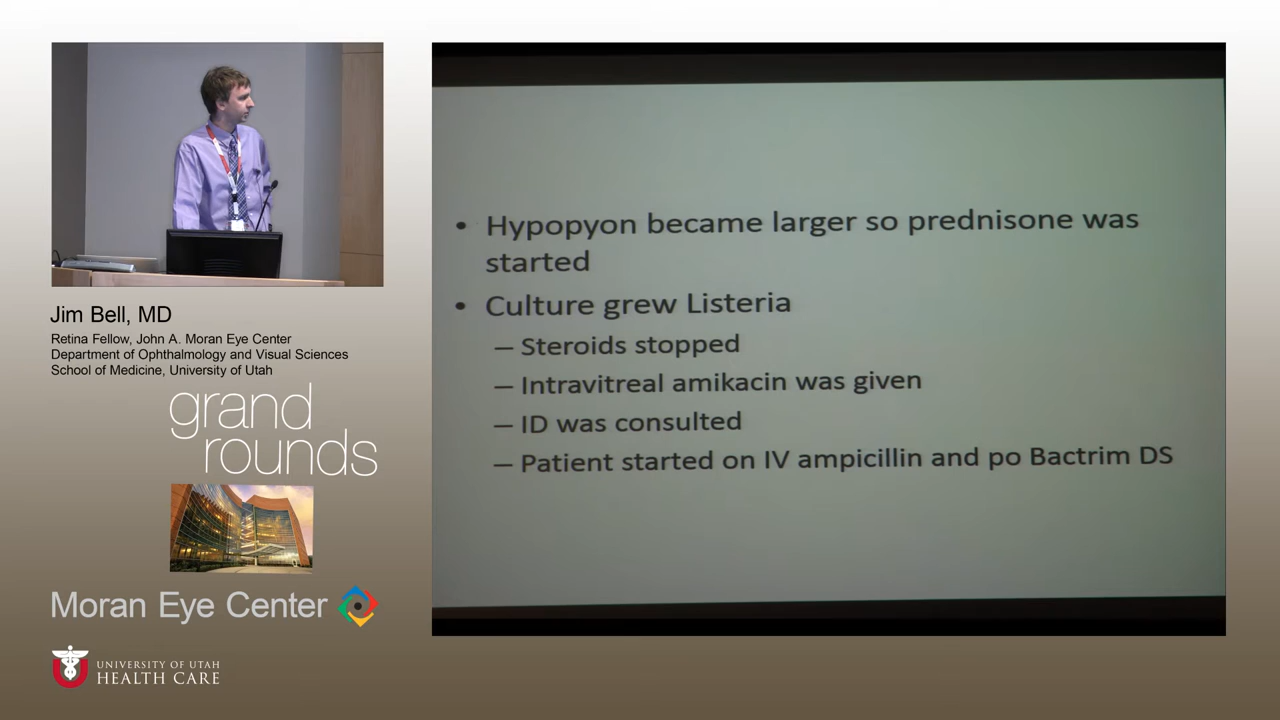 • Hypopyon became larger so prednisone was
started
• Culture grew Listeria
– Steroids stopped
– Intravitreal amikacin was given
– ID was consulted
– Patient started on IV ampicillin and po Bactrim DS
Jim Bell, MD
Retina Fellow, John A. Moran Eye Center
Department of Ophthalmology and Visual Sciences
School of Medicine, University of Utah
grand
rounds
Moran Eye Center
UNIVERSITY OF UTAH
HEALTH CARE